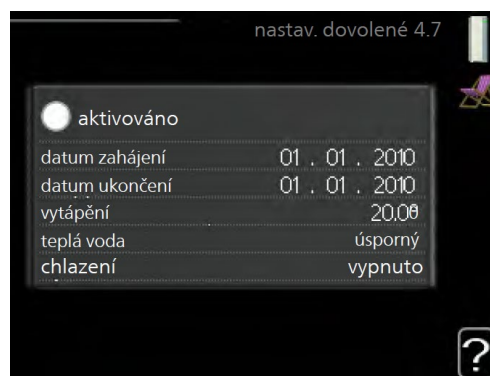 nastav. dovolené 4.7
aktivováno
datum zahájení 01 . 01 . 2010
datum ukončení 01 . 01 . 2010
vytápění 20.0°
teplá voda úsporný
chlazení vypnuto
?